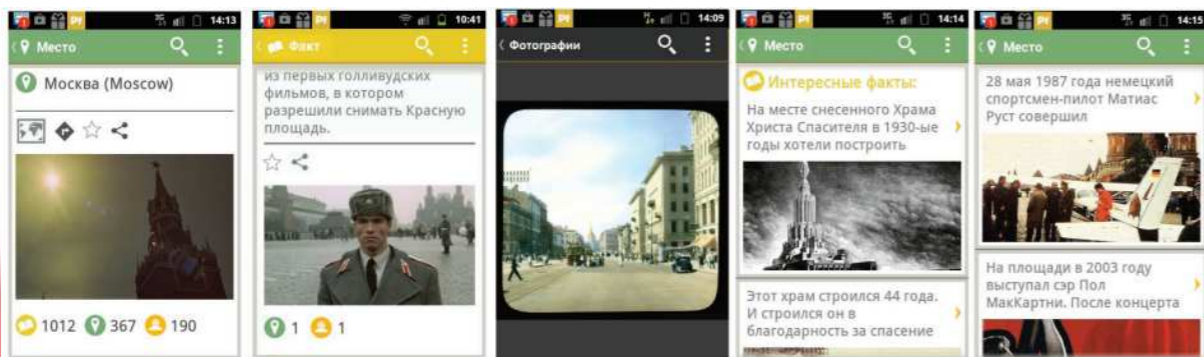 14:13
Место
Москва (Moscow)
1012 367 190
10:41
Факт
из первых голливудских
фильмов, в котором
разрешили снимать Красную
площадь.
1 1
14:09
Фотографии
14:14
Место
Интересные факты:
На месте снесенного Храма
Христа Спасителя в 1930-ые
годы хотели построить
Этот храм строился 44 года.
И строился он в
благодарность за спасение
14:15
Место
28 мая 1987 года немецкий
спортсмен-пилот Матиас
Руст совершил
На площади в 2003 году
выступал сэр Пол
МакКартни. После концерта